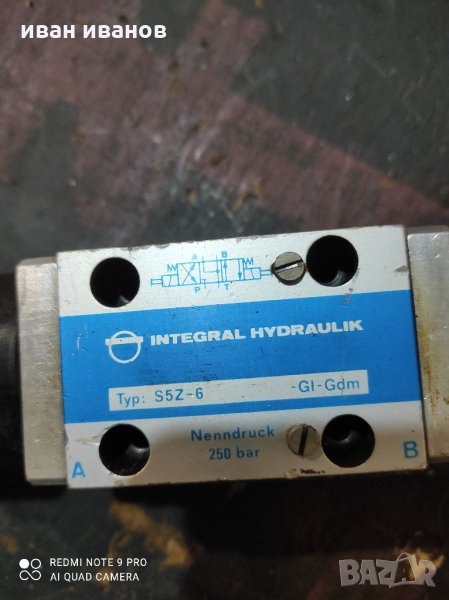 иван иванов
A B
P T
INTEGRAL HYDRAULIK
Typ: S5Z-6 -GI-Gdm
Nenndruck
250 bar
A B
REDMI NOTE 9 PRO
AI QUAD CAMERA
BAZAR